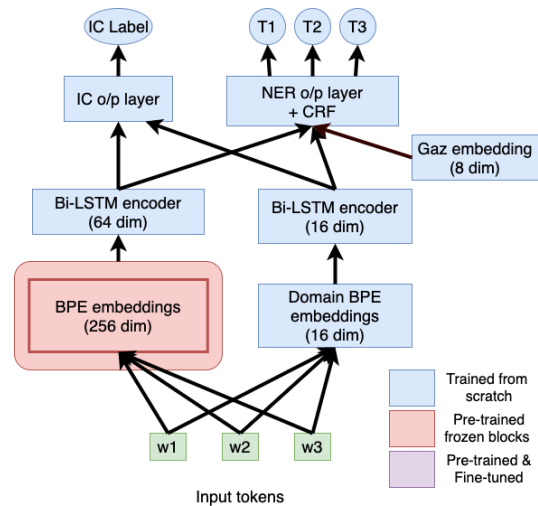 IC Label
T1
T2
T3
IC o/p layer
NER o/p layer
+ CRF
Gaz embedding
(8 dim)
Bi-LSTM encoder
(64 dim)
Bi-LSTM encoder
(16 dim)
BPE embeddings
(256 dim)
Domain BPE
embeddings
(16 dim)
Trained from
scratch
Pre-trained
frozen blocks
Pre-trained &
Fine-tuned
w1
w2
w3
Input tokens